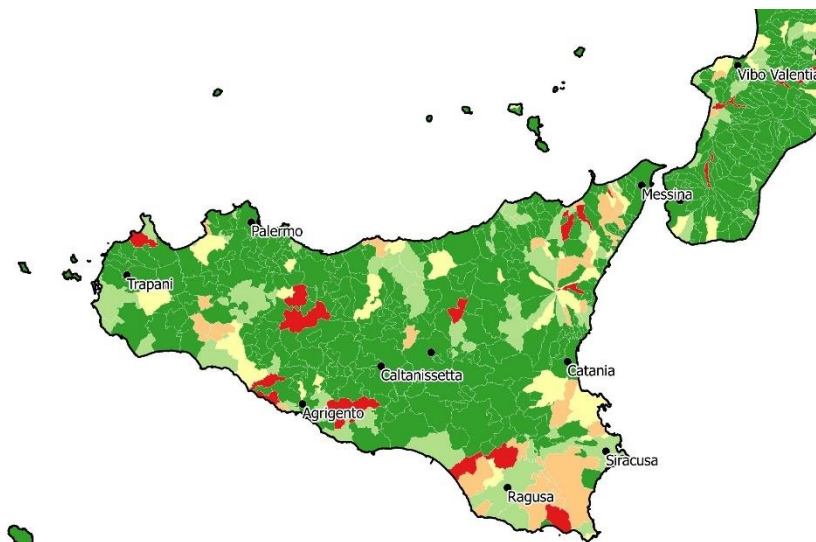 Vibo Valentia
Messina
Palermo
Trapani
Catania
Caltanissetta
Agrigento
Siracusa
Ragusa